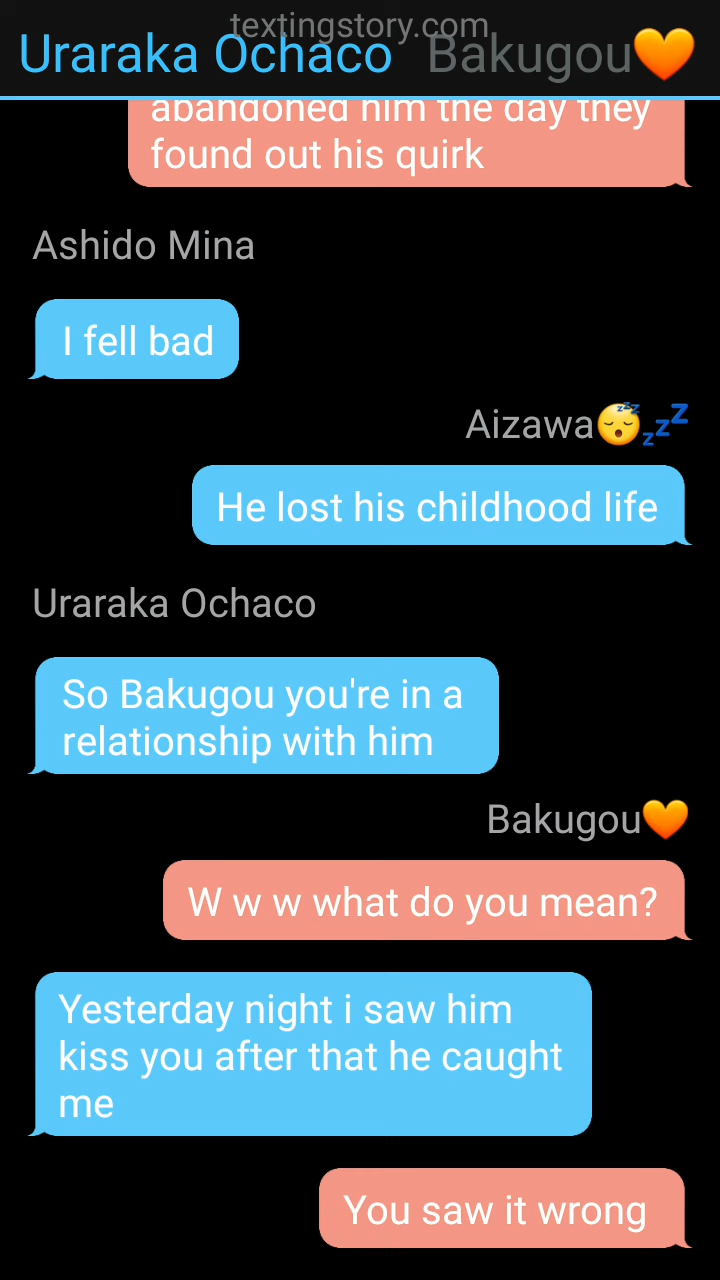 textingstory.com
Uraraka Ochaco Bakugou🧡
abandoned him the day they
found out his quirk
Ashido Mina
I fell bad
Aizawa😴💤
He lost his childhood life
Uraraka Ochaco
So Bakugou you're in a
relationship with him
Bakugou🧡
W w w what do you mean?
Yesterday night i saw him
kiss you after that he caught
me
You saw it wrong